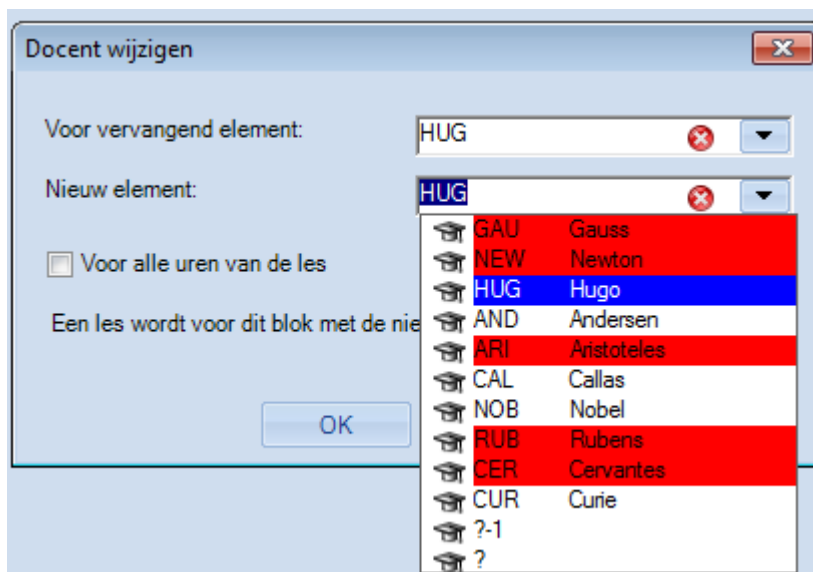 Docent wijzigen
Voor vervangend element: HUG
Nieuw element: HUG
GAU Gauss
NEW Newton
Voor alle uren van de les
HUG Hugo
Een les wordt voor dit blok met de nie
AND Andersen
ARI Aristoteles
CAL Callas
NOB Nobel
OK
RUB Rubens
CER Cervantes
CUR Curie
?-1
?